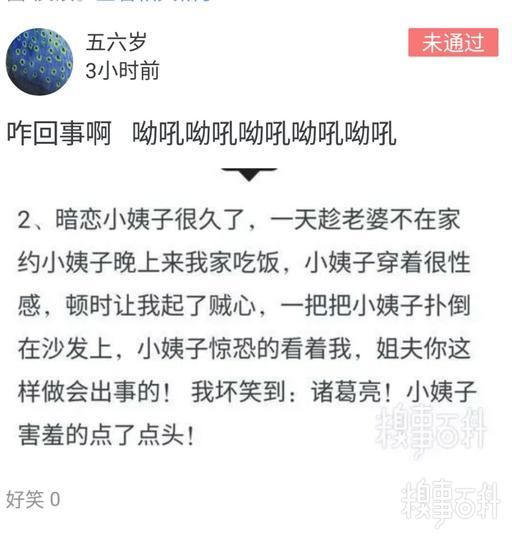 五六岁
未通过
3小时前
咋回事啊 呦吼呦吼呦吼呦吼呦吼
2、暗恋小姨子很久了，一天趁老婆不在家
约小姨子晚上来我家吃饭，小姨子穿着很性
感，顿时让我起了贼心，一把把小姨子扑倒
在沙发上，小姨子惊恐的看着我，姐夫你这
样做会出事的！我坏笑到：诸葛亮！小姨子
害羞的点了点头！
糗事百科
好笑 0
糗事百科